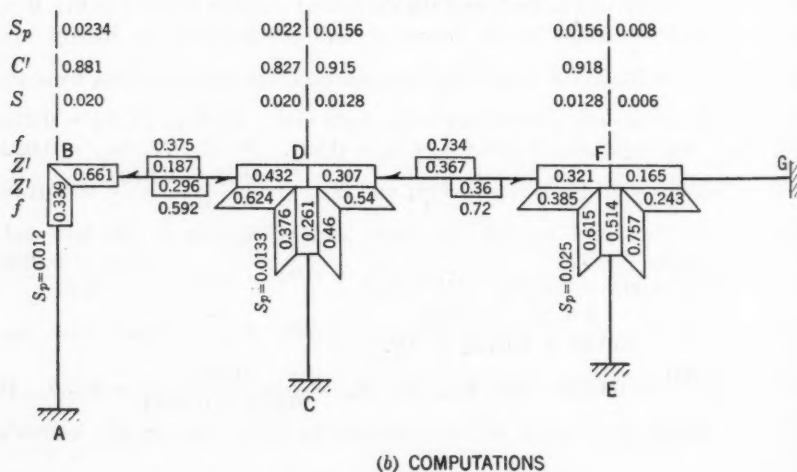 Sp 0.0234 0.022 0.0156 0.0156 0.008
C' 0.881 0.827 0.915 0.918
S 0.020 0.020 0.0128 0.0128 0.006
f B 0.375 D 0.734 F G
Z' 0.661 0.187 0.432 0.307 0.367 0.321 0.165
Z' 0.339 0.296 0.624 0.54 0.36 0.385 0.243
f 0.592 0.376 0.261 0.46 0.72 0.615 0.514 0.757
Sp=0.012 Sp=0.0133 Sp=0.025
A C E
(b) COMPUTATIONS